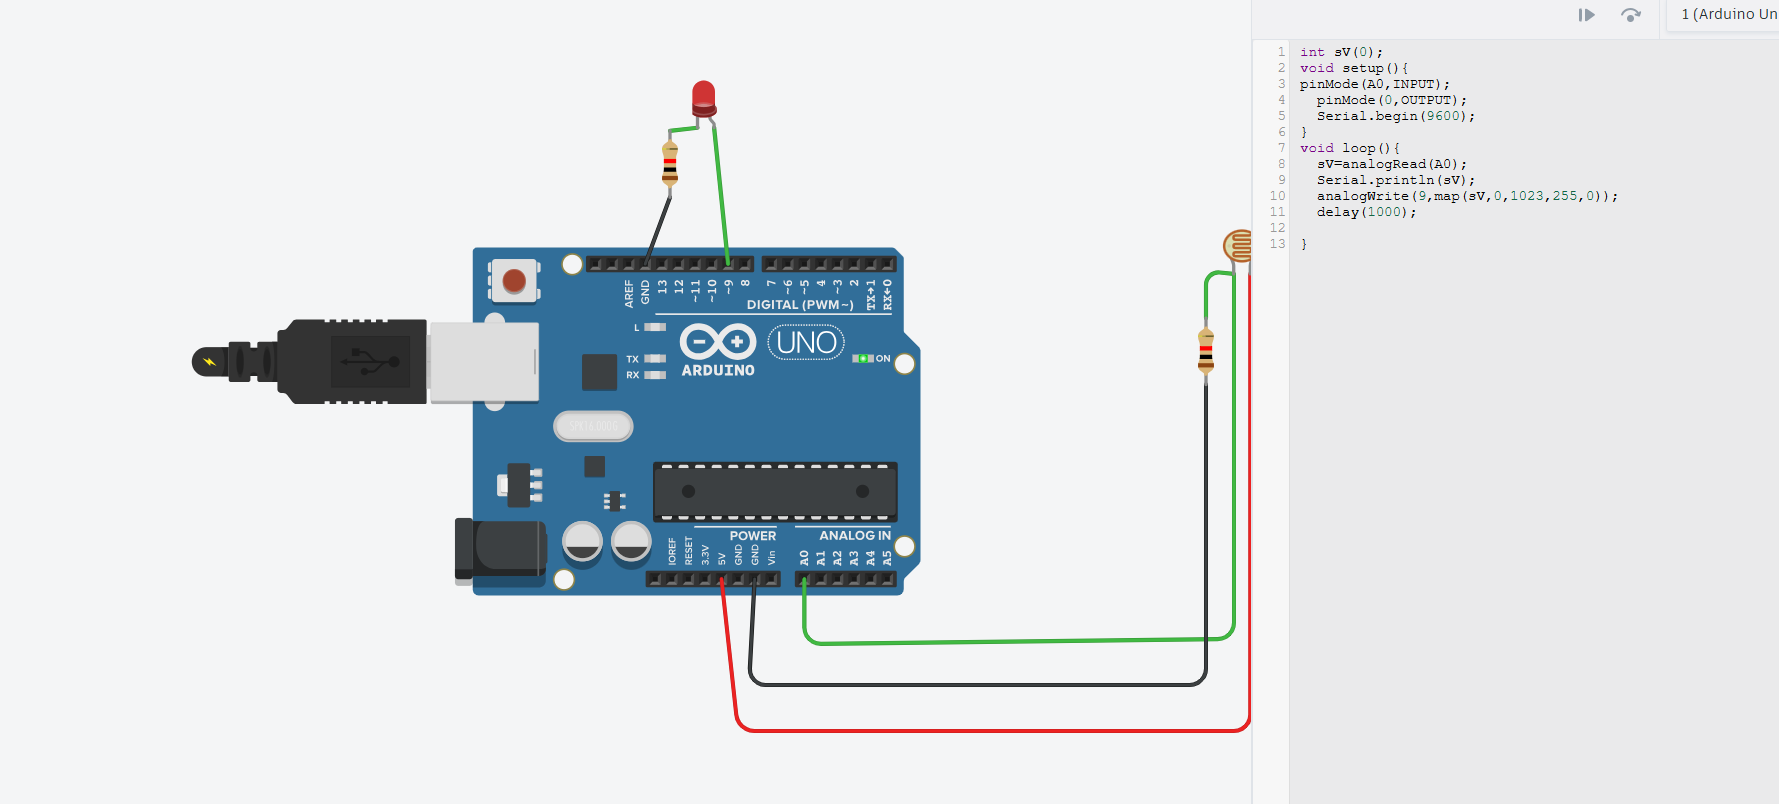 1 (Arduino Un
1 int sV(0);
2 void setup(){
3 pinMode(A0,INPUT);
4 pinMode(0,OUTPUT);
5 Serial.begin(9600);
6 }
7 void loop(){
8 sV=analogRead(A0);
9 Serial.println(sV);
10 analogWrite(9,map(sV,0,1023,255,0));
11 delay(1000);
12
13 }
AREF GND 13 12 ~11 ~10 ~9 8 7 ~6 ~5 4 ~3 2 TX→1 RX←0
DIGITAL (PWM~)
L
TX
RX
ARDUINO
UNO
ON
SPK16.000G
POWER
ANALOG IN
IOREF RESET 3.3V 5V GND GND Vin A0 A1 A2 A3 A4 A5